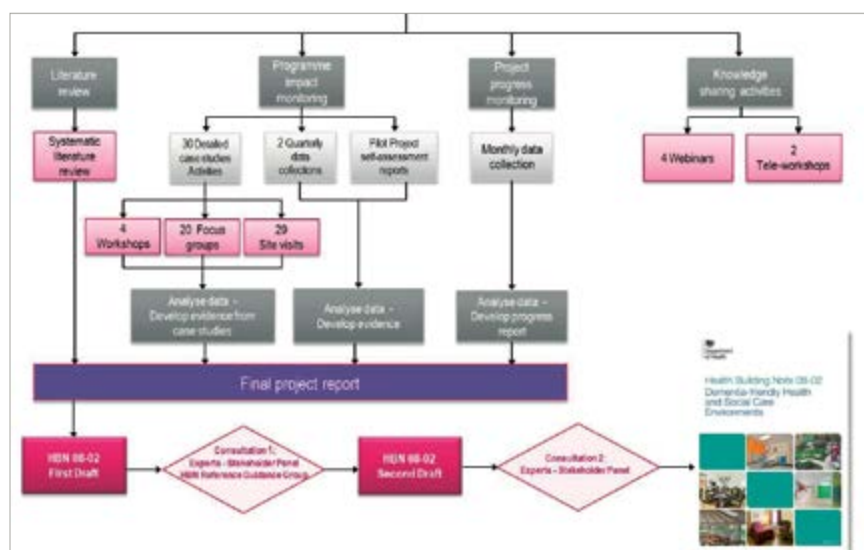 Literature
review
Programme
impact
monitoring
Project
progress
monitoring
Knowledge
sharing activities
Systematic
literature
review
30 Detailed
case studies
Activities
2 Quarterly
data
collections
Pilot Project
self-assessment
reports
Monthly data
collection
4 Webinars
2
Tele-workshops
4
Workshops
20 Focus
groups
29
Site visits
Analyse data –
Develop evidence from
case studies
Analyse data –
Develop evidence
Analyse data –
Develop progress
report
Final project report
Department
of Health
Health Building Note 08-02
Dementia-friendly Health
and Social Care
Environments
HBN 08-02
First Draft
Consultation 1:
Experts - Stakeholder Panel
HBN Reference Guidance Group
HBN 08-02
Second Draft
Consultation 2:
Experts - Stakeholder Panel